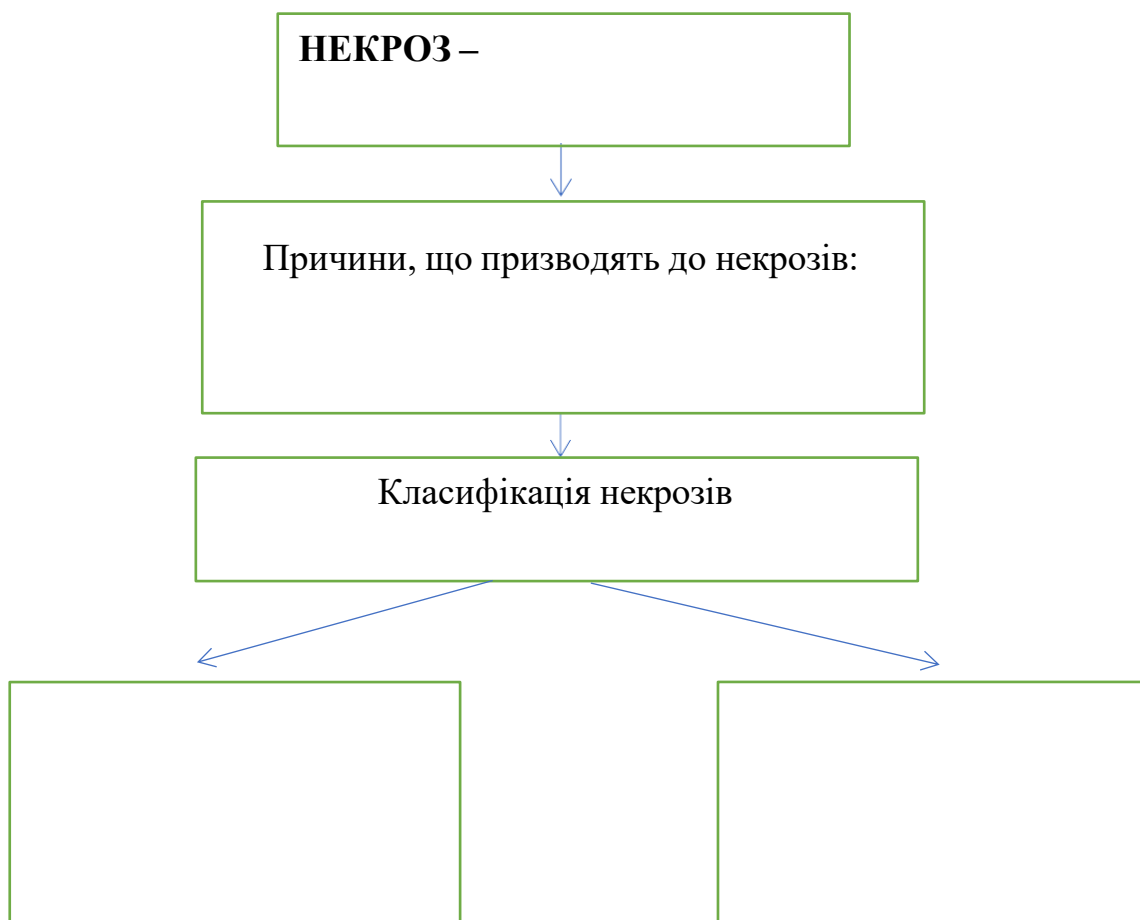 НЕКРОЗ –
Причини, що призводять до некрозів:
Класифікація некрозів